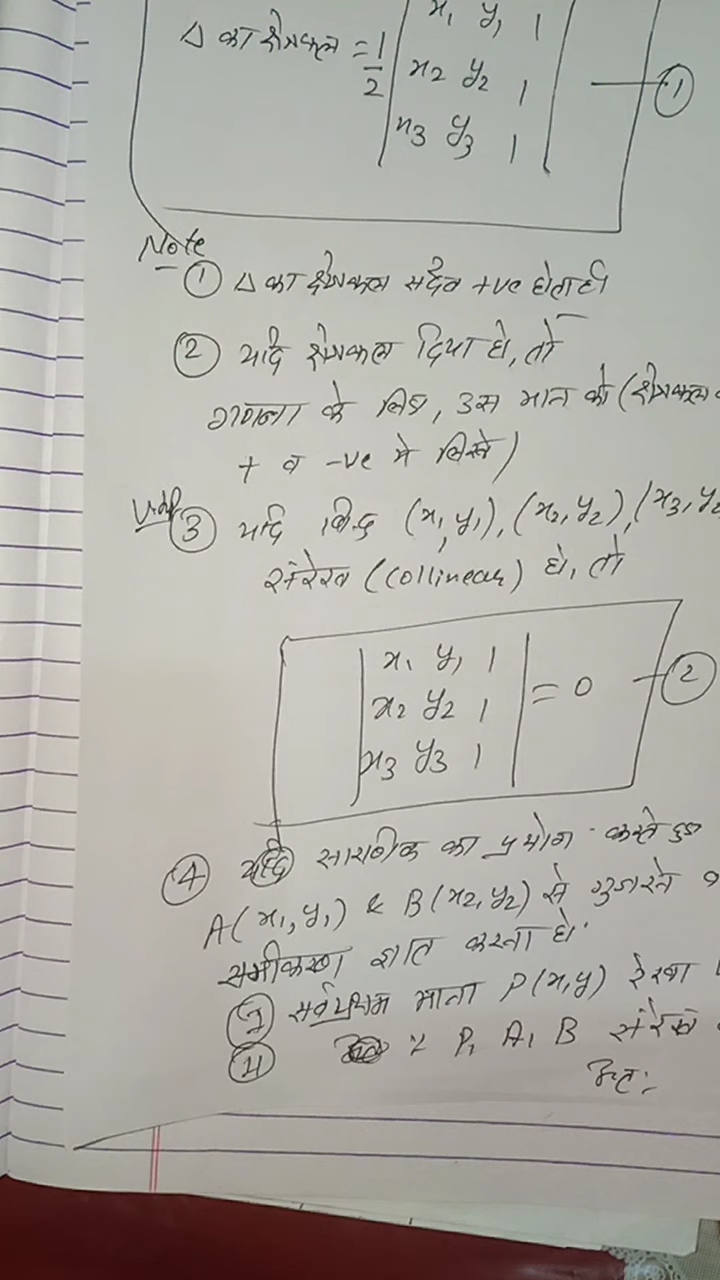 Δ का क्षेत्रफल = 1/2 | x1 y1 1 |
| x2 y2 1 | — ①
| x3 y3 1 |
Note
① Δ का क्षेत्रफल सदैव +ve होता है।
② यदि क्षेत्रफल दिया हो, तो
गणना के लिए, उस मान को (क्षेत्रफल
+ व -ve मे लिखे)
V.Imp ③ यदि बिन्दु (x1, y1), (x2, y2), (x3, y3
संरेख (collinear) हो, तो
| x1 y1 1 |
| x2 y2 1 | = 0 — ②
| x3 y3 1 |
④ यदि सारणिक का प्रयोग करते हुए
A(x1, y1) & B(x2, y2) से गुजरने
समीकरण ज्ञात करना हो।
I सर्वप्रथम माना P(x,y) रेखा
II ∵ P, A, B संरेख
अतः